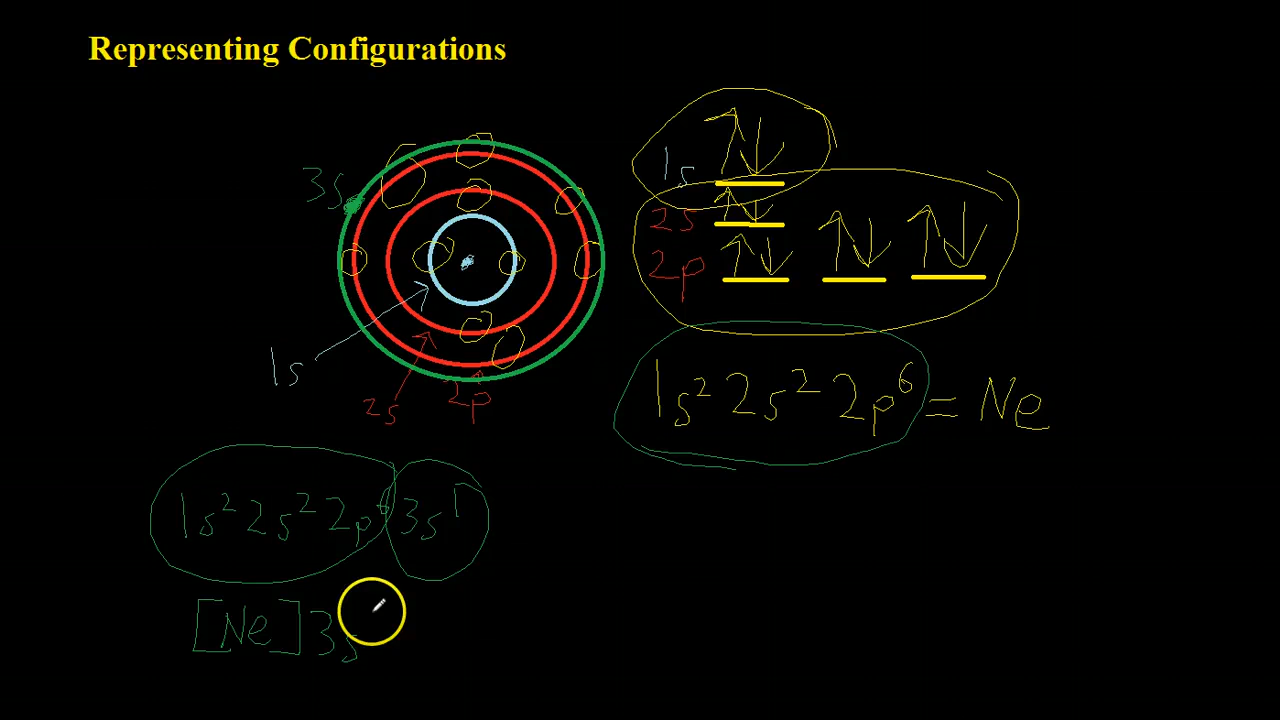 Representing Configurations
3s
1s
2s
2p
1s
2s
2p
1s² 2s² 2p⁶ = Ne
1s² 2s² 2p⁶ 3s¹
[Ne] 3s